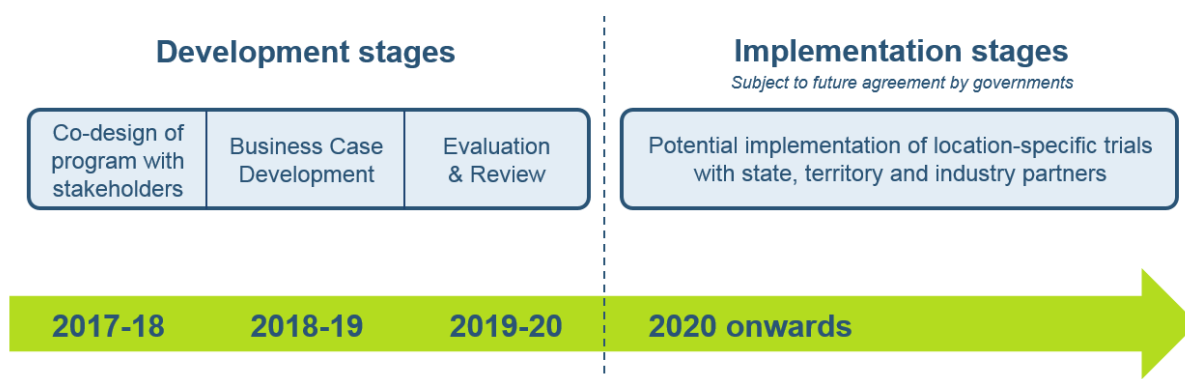 Development stages
Co-design of
program with
stakeholders
Business Case
Development
Evaluation
& Review
Implementation stages
Subject to future agreement by governments
Potential implementation of location-specific trials
with state, territory and industry partners
2017-18
2018-19
2019-20
2020 onwards